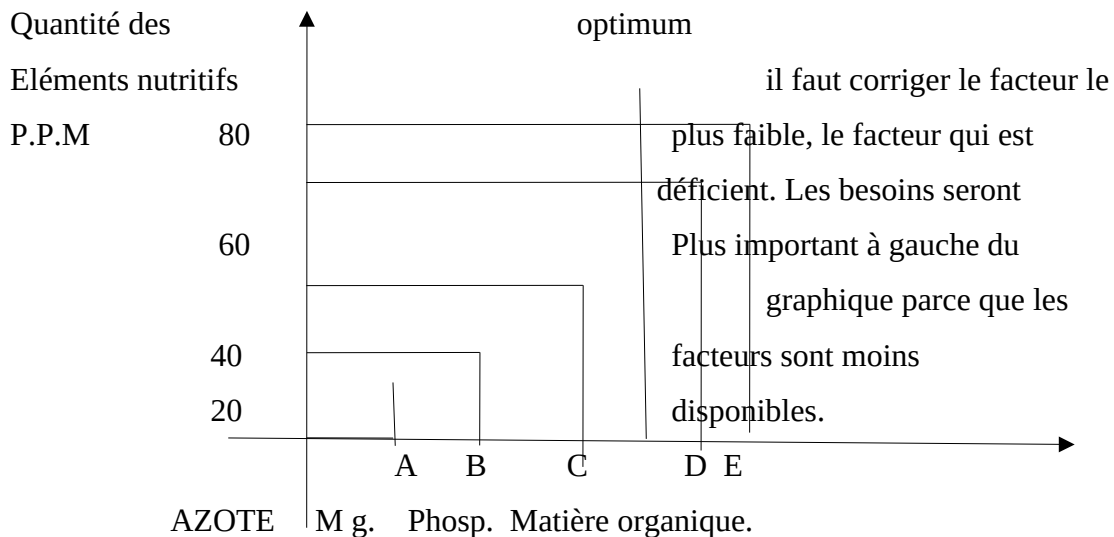 Quantité des optimum
Eléments nutritifs il faut corriger le facteur le
P.P.M 80 plus faible, le facteur qui est
déficient. Les besoins seront
60 Plus important à gauche du
graphique parce que les
40 facteurs sont moins
20 disponibles.
A B C D E
AZOTE M g. Phosp. Matière organique.